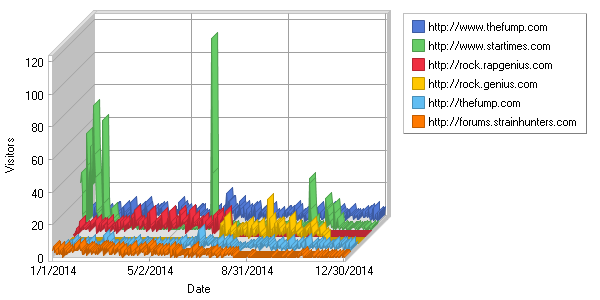 120
100
80
60
40
20
0
Visitors
1/1/2014
5/2/2014
8/31/2014
12/30/2014
Date
http://www.thefump.com
http://www.startimes.com
http://rock.rapgenius.com
http://rock.genius.com
http://thefump.com
http://forums.strainhunters.com